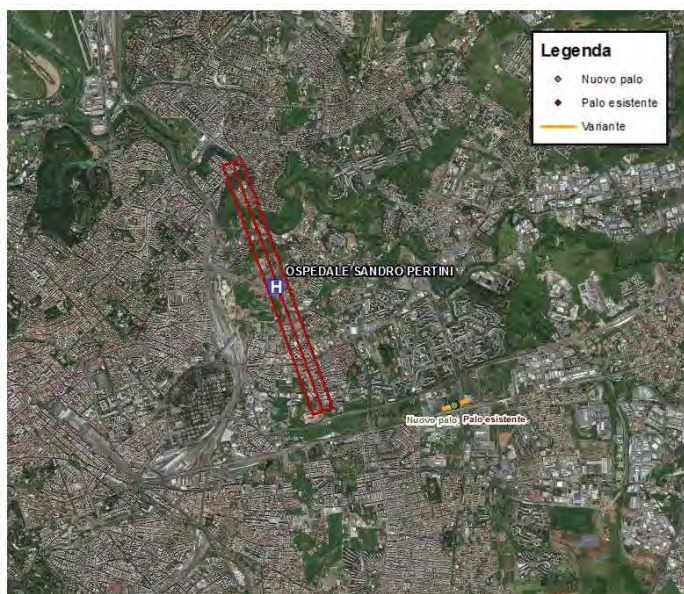 Legenda
Nuovo palo
Palo esistente
Variante
OSPEDALE SANDRO PERTINI
H
Nuovo palo Palo esistente